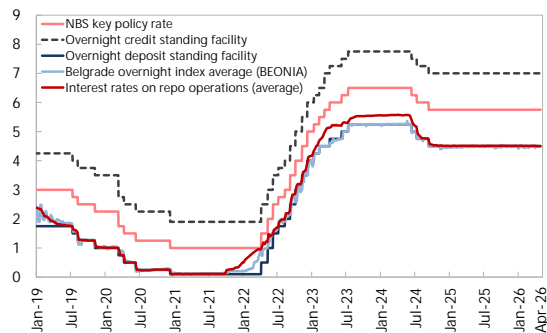 9
8
7
6
5
4
3
2
1
0
NBS key policy rate
Overnight credit standing facility
Overnight deposit standing facility
Belgrade overnight index average (BEONIA)
Interest rates on repo operations (average)
Jan-19
Jul-19
Jan-20
Jul-20
Jan-21
Jul-21
Jan-22
Jul-22
Jan-23
Jul-23
Jan-24
Jul-24
Jan-25
Jul-25
Jan-26
Apr-26